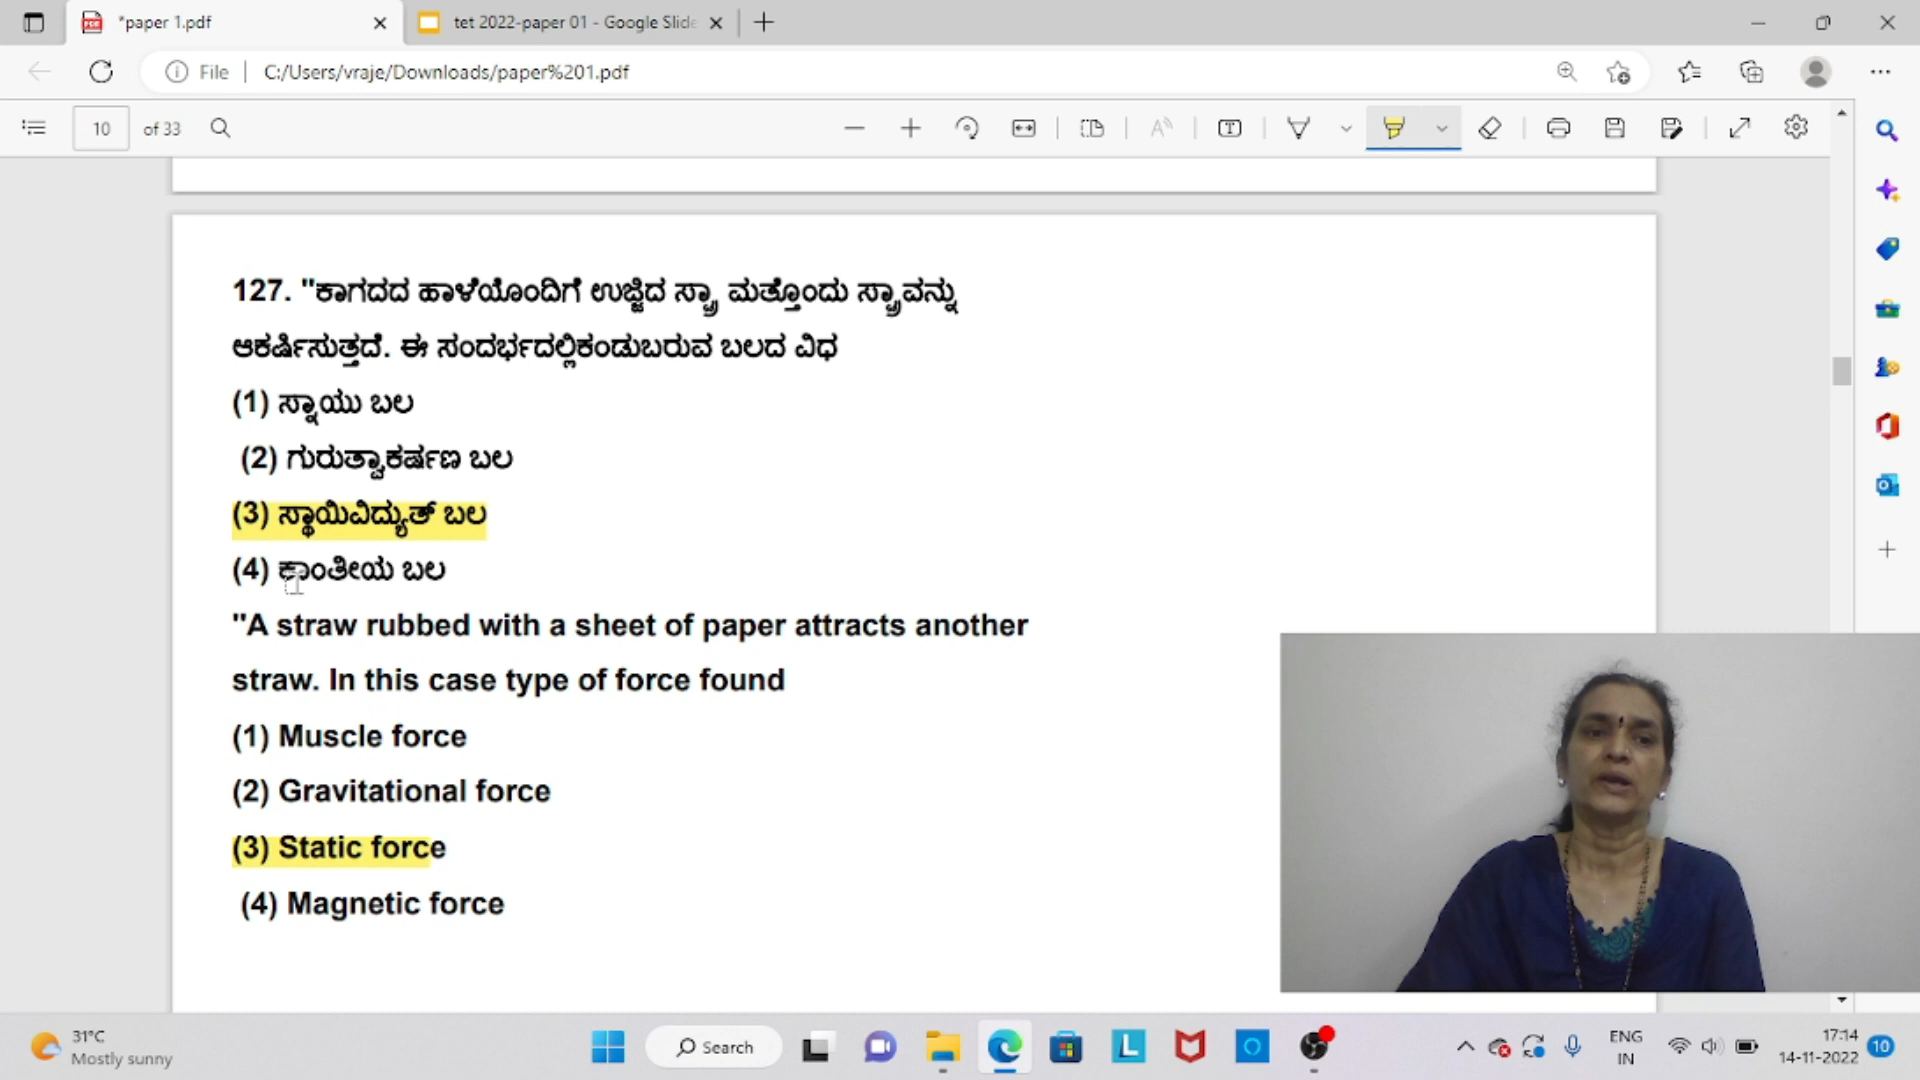 *paper 1.pdf
tet 2022-paper 01 - Google Slide
File
C:/Users/vraje/Downloads/paper%201.pdf
10 of 33
127. "ಕಾಗದದ ಹಾಳೆಯೊಂದಿಗೆ ಉಜ್ಜಿದ ಸ್ಟ್ರಾ ಮತ್ತೊಂದು ಸ್ಟ್ರಾವನ್ನು
ಆಕರ್ಷಿಸುತ್ತದೆ. ಈ ಸಂದರ್ಭದಲ್ಲಿಕಂಡುಬರುವ ಬಲದ ವಿಧ
(1) ಸ್ನಾಯು ಬಲ
(2) ಗುರುತ್ವಾಕರ್ಷಣ ಬಲ
(3) ಸ್ಥಾಯಿವಿದ್ಯುತ್ ಬಲ
(4) ಕಾಂತೀಯ ಬಲ
"A straw rubbed with a sheet of paper attracts another
straw. In this case type of force found
(1) Muscle force
(2) Gravitational force
(3) Static force
(4) Magnetic force
31°C
Mostly sunny
Search
ENG
IN
17:14
14-11-2022
10